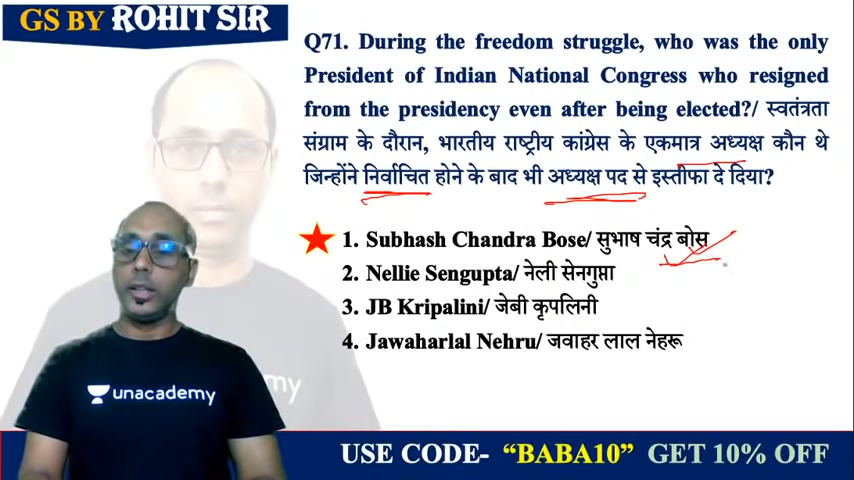 GS BY ROHIT SIR
Q71. During the freedom struggle, who was the only
President of Indian National Congress who resigned
from the presidency even after being elected?/ स्वतंत्रता
संग्राम के दौरान, भारतीय राष्ट्रीय कांग्रेस के एकमात्र अध्यक्ष कौन थे
जिन्होंने निर्वाचित होने के बाद भी अध्यक्ष पद से इस्तीफा दे दिया?
1. Subhash Chandra Bose/ सुभाष चंद्र बोस
2. Nellie Sengupta/ नेली सेनगुप्ता
3. JB Kripalini/ जेबी कृपलिनी
4. Jawaharlal Nehru/ जवाहर लाल नेहरू
unacademy
my
USE CODE- “BABA10” GET 10% OFF